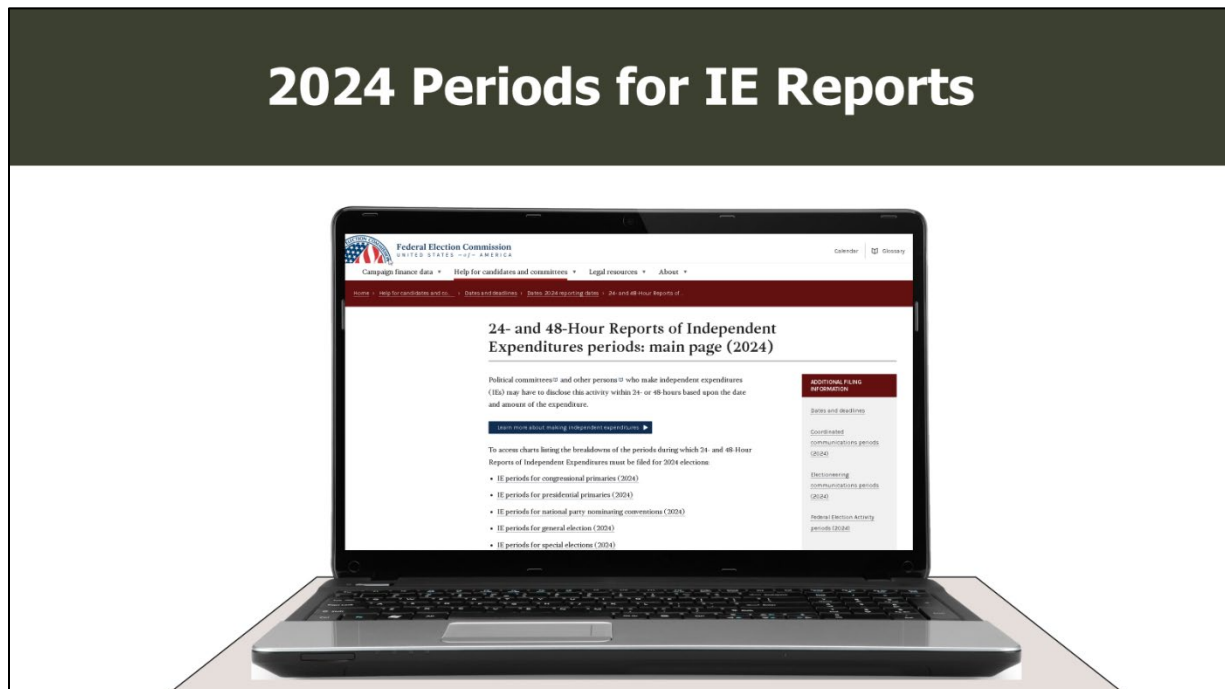 2024 Periods for IE Reports
Federal Election Commission
UNITED STATES —of— AMERICA
Calendar
Glossary
Campaign finance data
Help for candidates and committees
Legal resources
About
Home › Help for candidates and co... › Dates and deadlines › Dates: 2024 reporting dates › 24- and 48-Hour Reports of...
24- and 48-Hour Reports of Independent
Expenditures periods: main page (2024)
Political committees and other persons who make independent expenditures
(IEs) may have to disclose this activity within 24- or 48-hours based upon the date
and amount of the expenditure.
Learn more about making independent expenditures
To access charts listing the breakdowns of the periods during which 24- and 48-Hour
Reports of Independent Expenditures must be filed for 2024 elections:
• IE periods for congressional primaries (2024)
• IE periods for presidential primaries (2024)
• IE periods for national party nominating conventions (2024)
• IE periods for general election (2024)
• IE periods for special elections (2024)
ADDITIONAL FILING
INFORMATION
Dates and deadlines
Coordinated
communications periods
(2024)
Electioneering
communications periods
(2024)
Federal Election Activity
periods (2024)